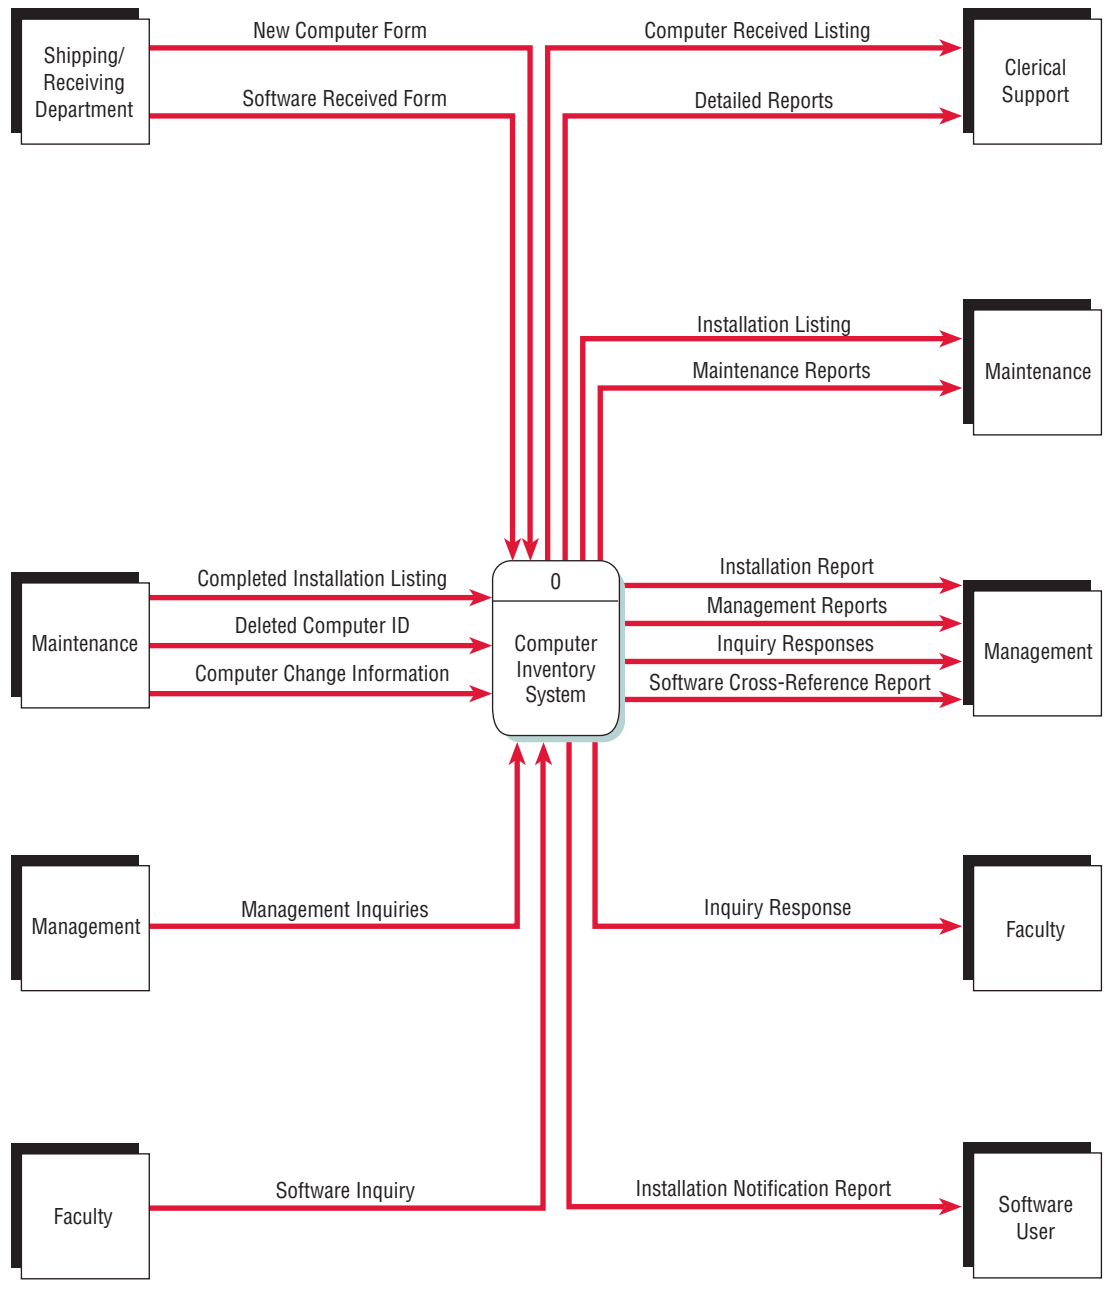 New Computer Form
Computer Received Listing
Shipping/
Receiving
Department
Clerical
Support
Software Received Form
Detailed Reports
Installation Listing
Maintenance Reports
Maintenance
Completed Installation Listing
Deleted Computer ID
Computer Change Information
Maintenance
0
Computer
Inventory
System
Installation Report
Management Reports
Inquiry Responses
Software Cross-Reference Report
Management
Management
Management Inquiries
Inquiry Response
Faculty
Faculty
Software Inquiry
Installation Notification Report
Software
User